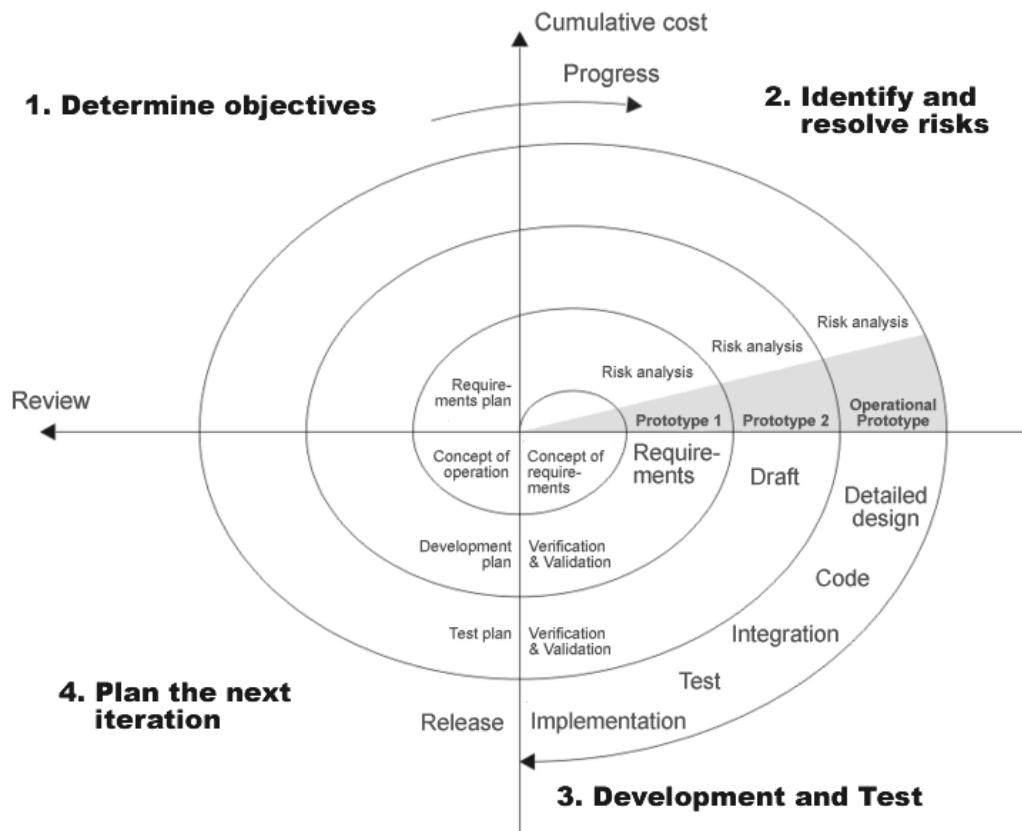 Cumulative cost
Progress
1. Determine objectives
2. Identify and
resolve risks
Risk analysis
Risk analysis
Risk analysis
Require-
ments plan
Review
Operational
Prototype
Prototype 1
Prototype 2
Concept of
operation
Concept of
require-
ments
Require-
ments
Draft
Detailed
design
Development
plan
Verification
& Validation
Code
Test plan
Verification
& Validation
Integration
Test
4. Plan the next
iteration
Release
Implementation
3. Development and Test